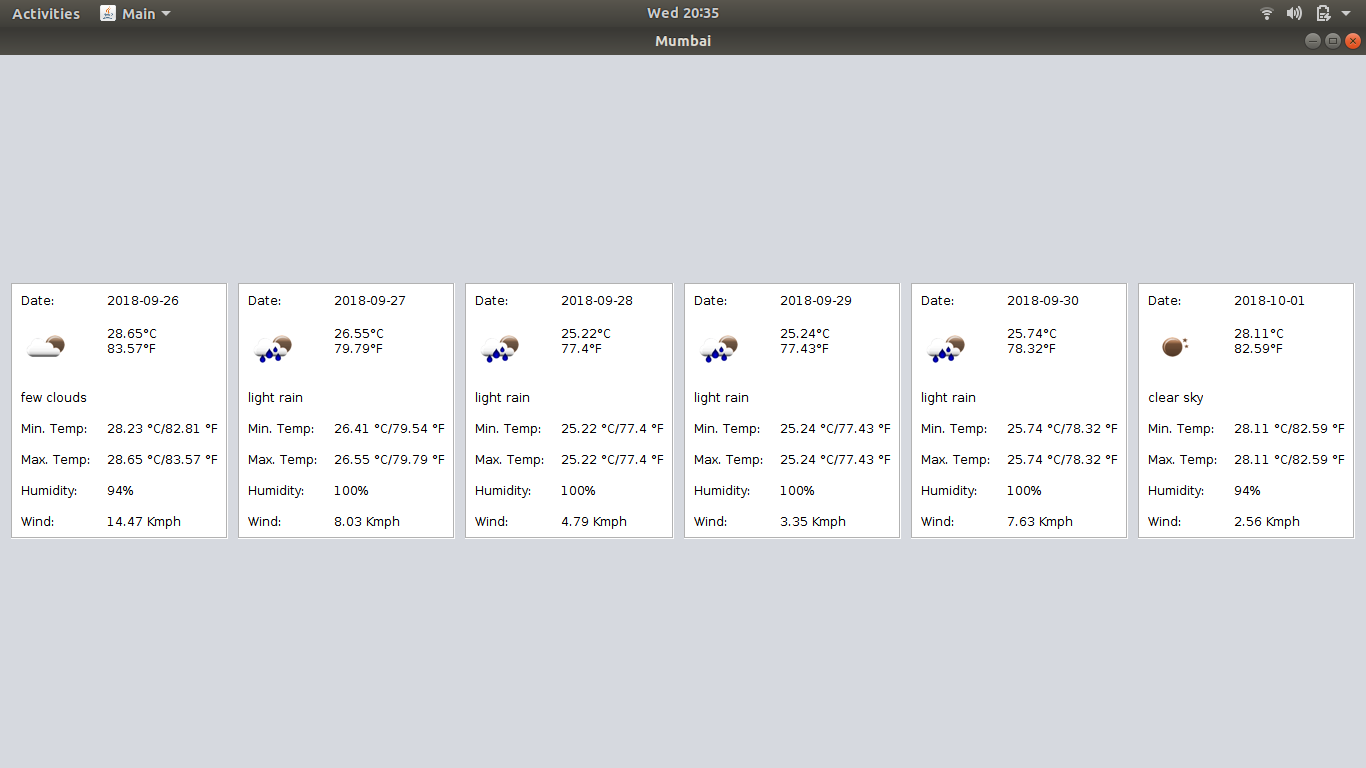 Activities Main Wed 20:35
Mumbai
Date: 2018-09-26
28.65°C
83.57°F
few clouds
Min. Temp: 28.23 °C/82.81 °F
Max. Temp: 28.65 °C/83.57 °F
Humidity: 94%
Wind: 14.47 Kmph
Date: 2018-09-27
26.55°C
79.79°F
light rain
Min. Temp: 26.41 °C/79.54 °F
Max. Temp: 26.55 °C/79.79 °F
Humidity: 100%
Wind: 8.03 Kmph
Date: 2018-09-28
25.22°C
77.4°F
light rain
Min. Temp: 25.22 °C/77.4 °F
Max. Temp: 25.22 °C/77.4 °F
Humidity: 100%
Wind: 4.79 Kmph
Date: 2018-09-29
25.24°C
77.43°F
light rain
Min. Temp: 25.24 °C/77.43 °F
Max. Temp: 25.24 °C/77.43 °F
Humidity: 100%
Wind: 3.35 Kmph
Date: 2018-09-30
25.74°C
78.32°F
light rain
Min. Temp: 25.74 °C/78.32 °F
Max. Temp: 25.74 °C/78.32 °F
Humidity: 100%
Wind: 7.63 Kmph
Date: 2018-10-01
28.11°C
82.59°F
clear sky
Min. Temp: 28.11 °C/82.59 °F
Max. Temp: 28.11 °C/82.59 °F
Humidity: 94%
Wind: 2.56 Kmph